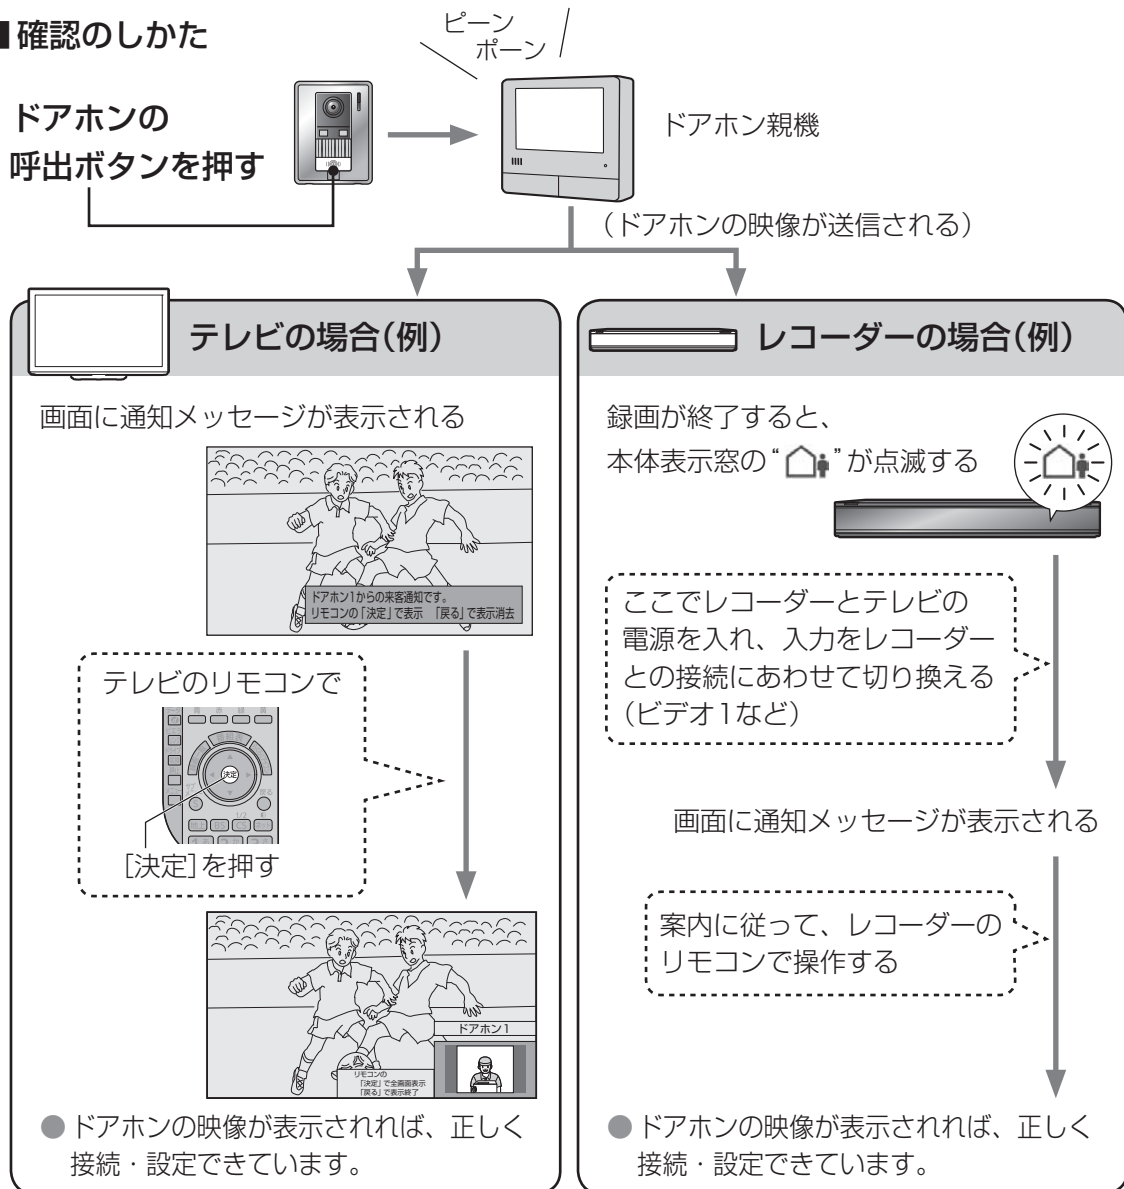 ■確認のしかた
ピーン
ポーン
ドアホンの
呼出ボタンを押す
ドアホン親機
（ドアホンの映像が送信される）
テレビの場合（例）
画面に通知メッセージが表示される
ドアホン1からの来客通知です。
リモコンの「決定」で表示　「戻る」で表示消去
テレビのリモコンで
決定
戻る
BS
CS
1/2
［決定］を押す
ドアホン1
リモコンの
「決定」で全画面表示
「戻る」で表示終了
●ドアホンの映像が表示されれば、正しく
接続・設定できています。
レコーダーの場合（例）
録画が終了すると、
本体表示窓の“ ”が点滅する
ここでレコーダーとテレビの
電源を入れ、入力をレコーダー
との接続にあわせて切り換える
（ビデオ1など）
画面に通知メッセージが表示される
案内に従って、レコーダーの
リモコンで操作する
●ドアホンの映像が表示されれば、正しく
接続・設定できています。